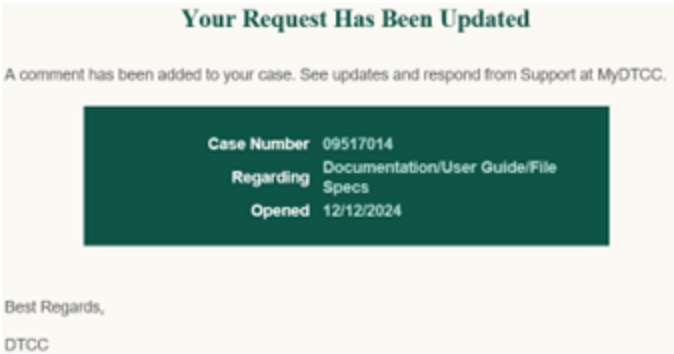 Your Request Has Been Updated
A comment has been added to your case. See updates and respond from Support at MyDTCC.
Case Number 09517014
Regarding Documentation/User Guide/File
Specs
Opened 12/12/2024
Best Regards,
DTCC